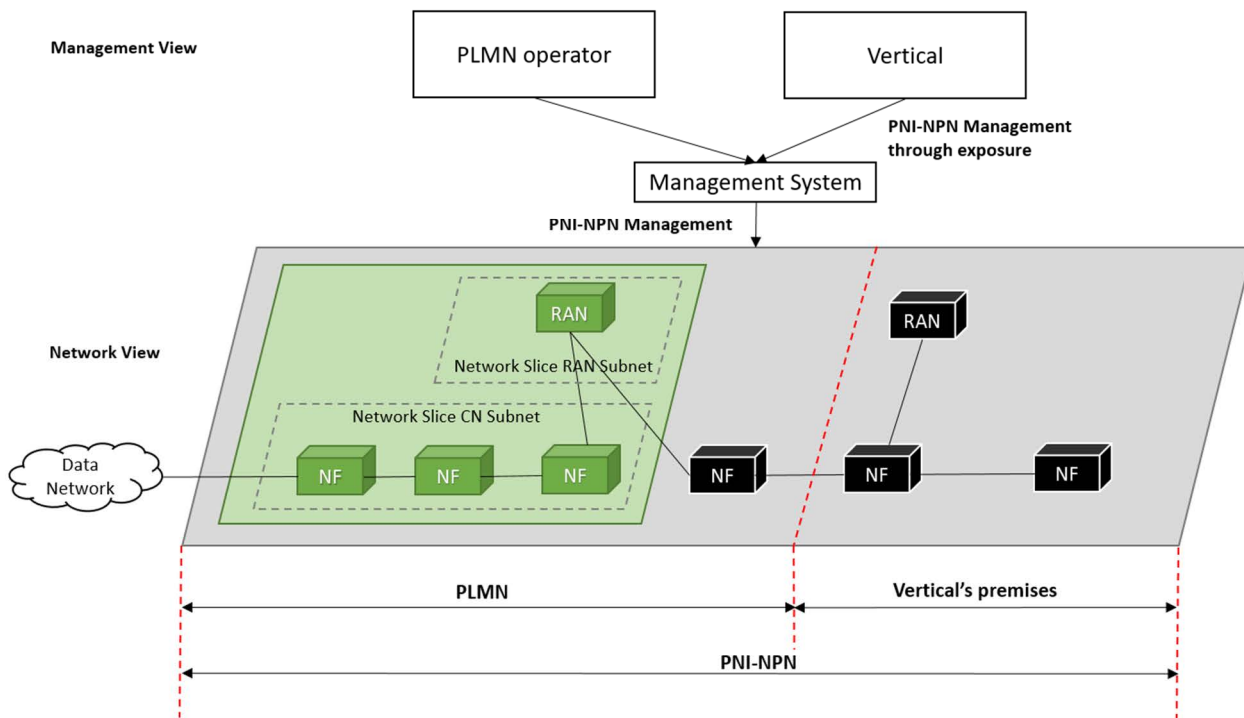 Management View
PLMN operator
Vertical
PNI-NPN Management
through exposure
Management System
PNI-NPN Management
RAN
RAN
Network View
Network Slice RAN Subnet
Network Slice CN Subnet
Data
Network
NF
NF
NF
NF
NF
NF
PLMN
Vertical's premises
PNI-NPN